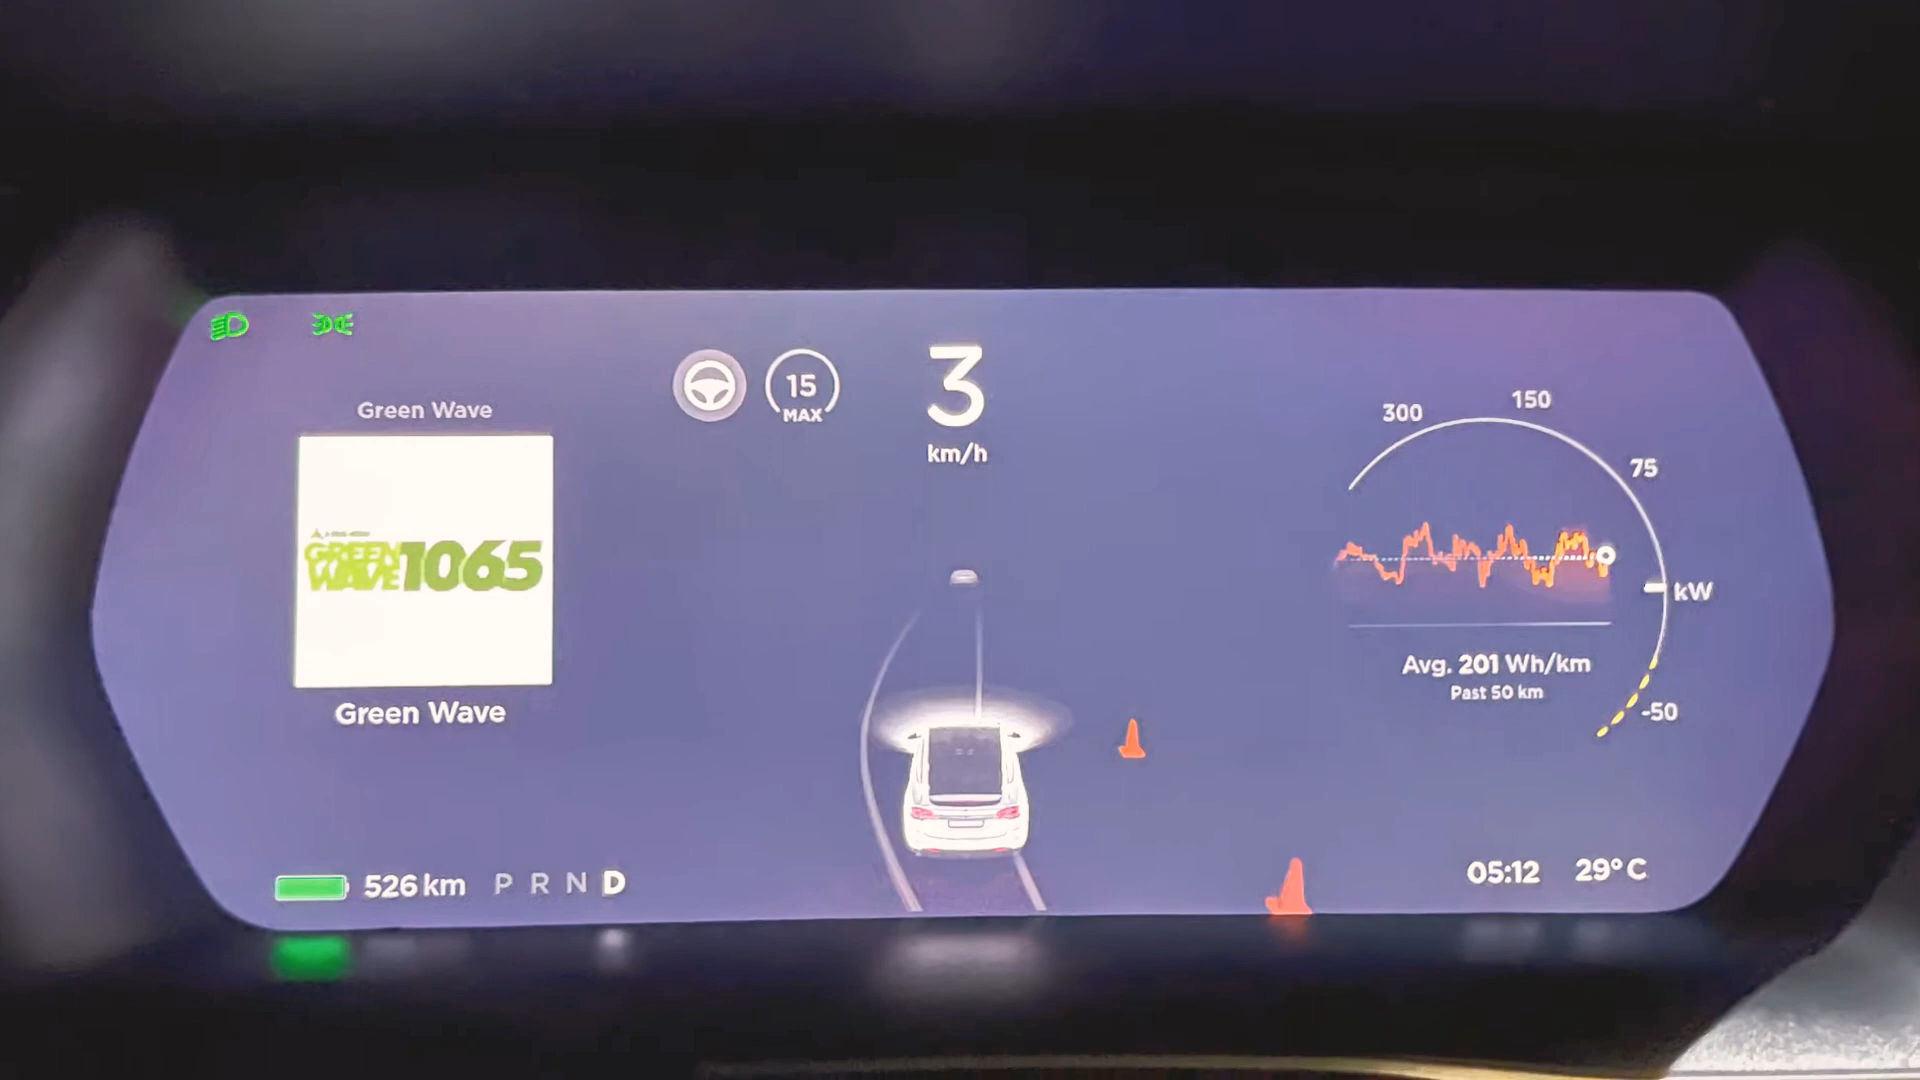 Green Wave
GREEN
WAVE 1065
Green Wave
15
MAX
3
km/h
300
150
75
kW
-50
Avg. 201 Wh/km
Past 50 km
526 km
P R N D
05:12 29°C